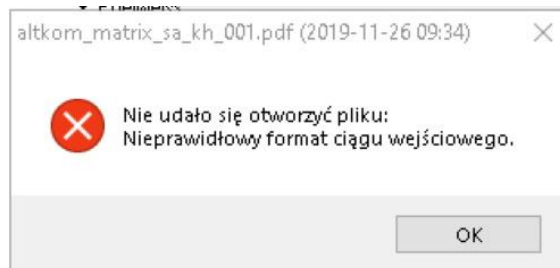 altkom_matrix_sa_kh_001.pdf (2019-11-26 09:34)
Nie udało się otworzyć pliku:
Nieprawidłowy format ciągu wejściowego.
OK